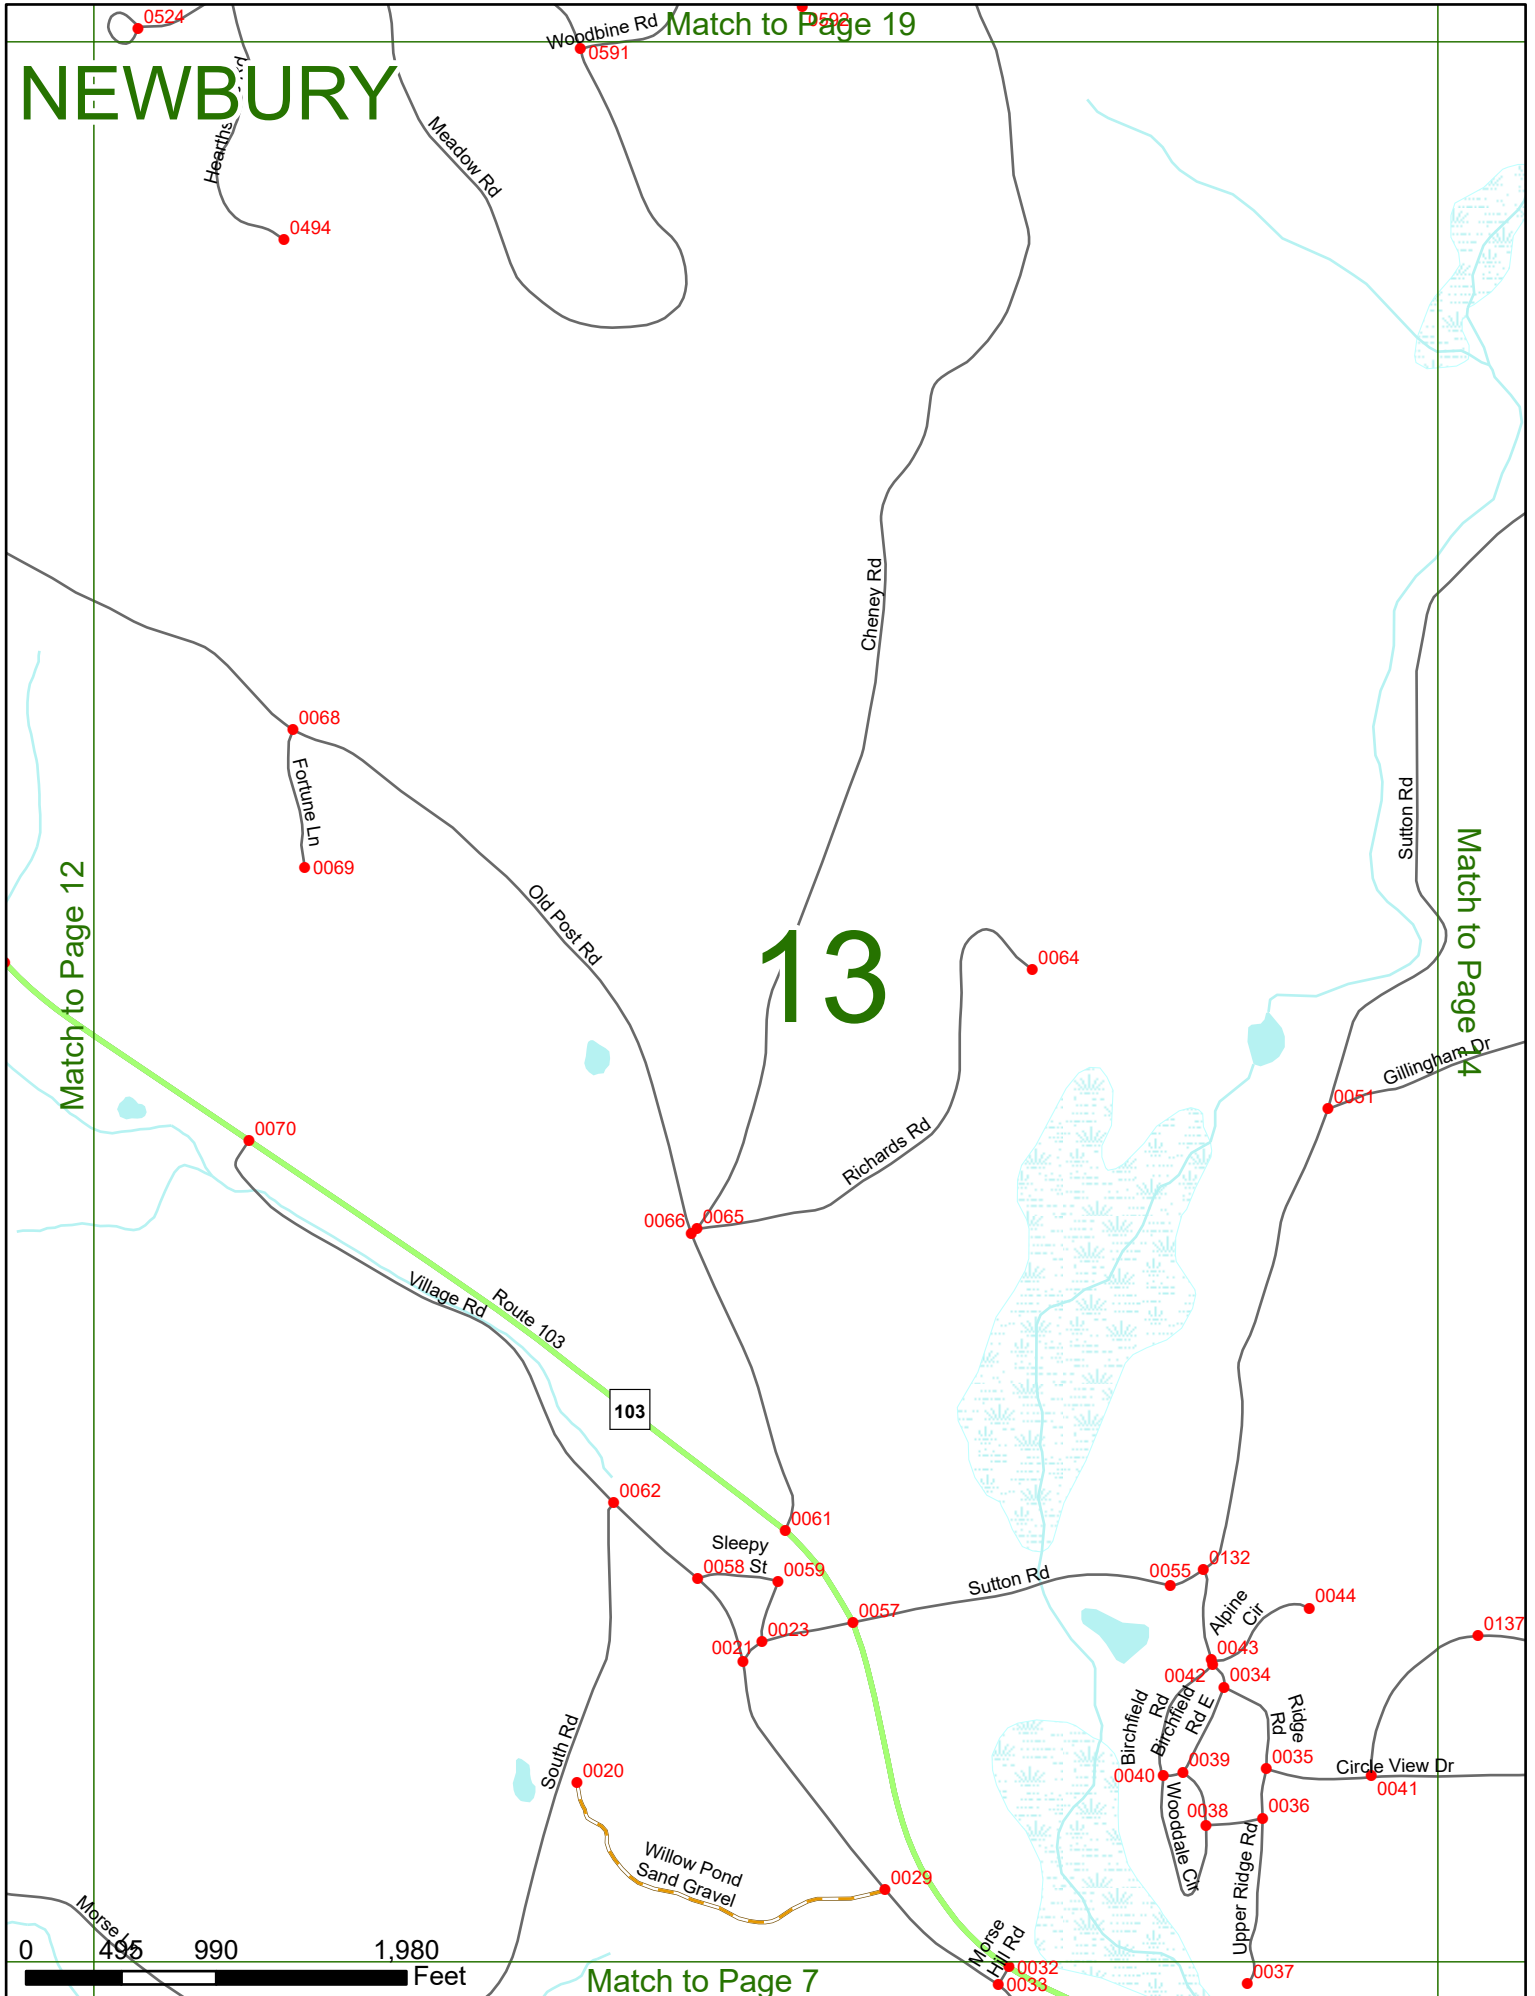 0524
0592
Woodbine Rd
Match to Page 19
0591
NEWBURY
Meadow Rd
0494
Cheney Rd
0068
Fortune Ln
0069
Sutton Rd
Old Post Rd
Match to Page 12
13
Match to Page 14
0064
Gillingham Dr
0051
0070
Richards Rd
0066
0065
Village Rd
Route 103
103
0062
0061
Sleepy
St
0058
0059
0132
0055
Sutton Rd
0044
Alpine
Cir
0057
0023
0021
0137
0043
0042
0034
Birchfield
Rd
Birchfield
Rd E
Ridge
Rd
South Rd
0020
0039
0040
0035
Circle View Dr
0041
Wooddale Cir
0038
0036
Willow Pond
Sand Gravel
0029
Upper Ridge Rd
Morse Ln
Morse
Hill Rd
0032
0033
0037
0 495 990 1,980
Feet
Match to Page 7